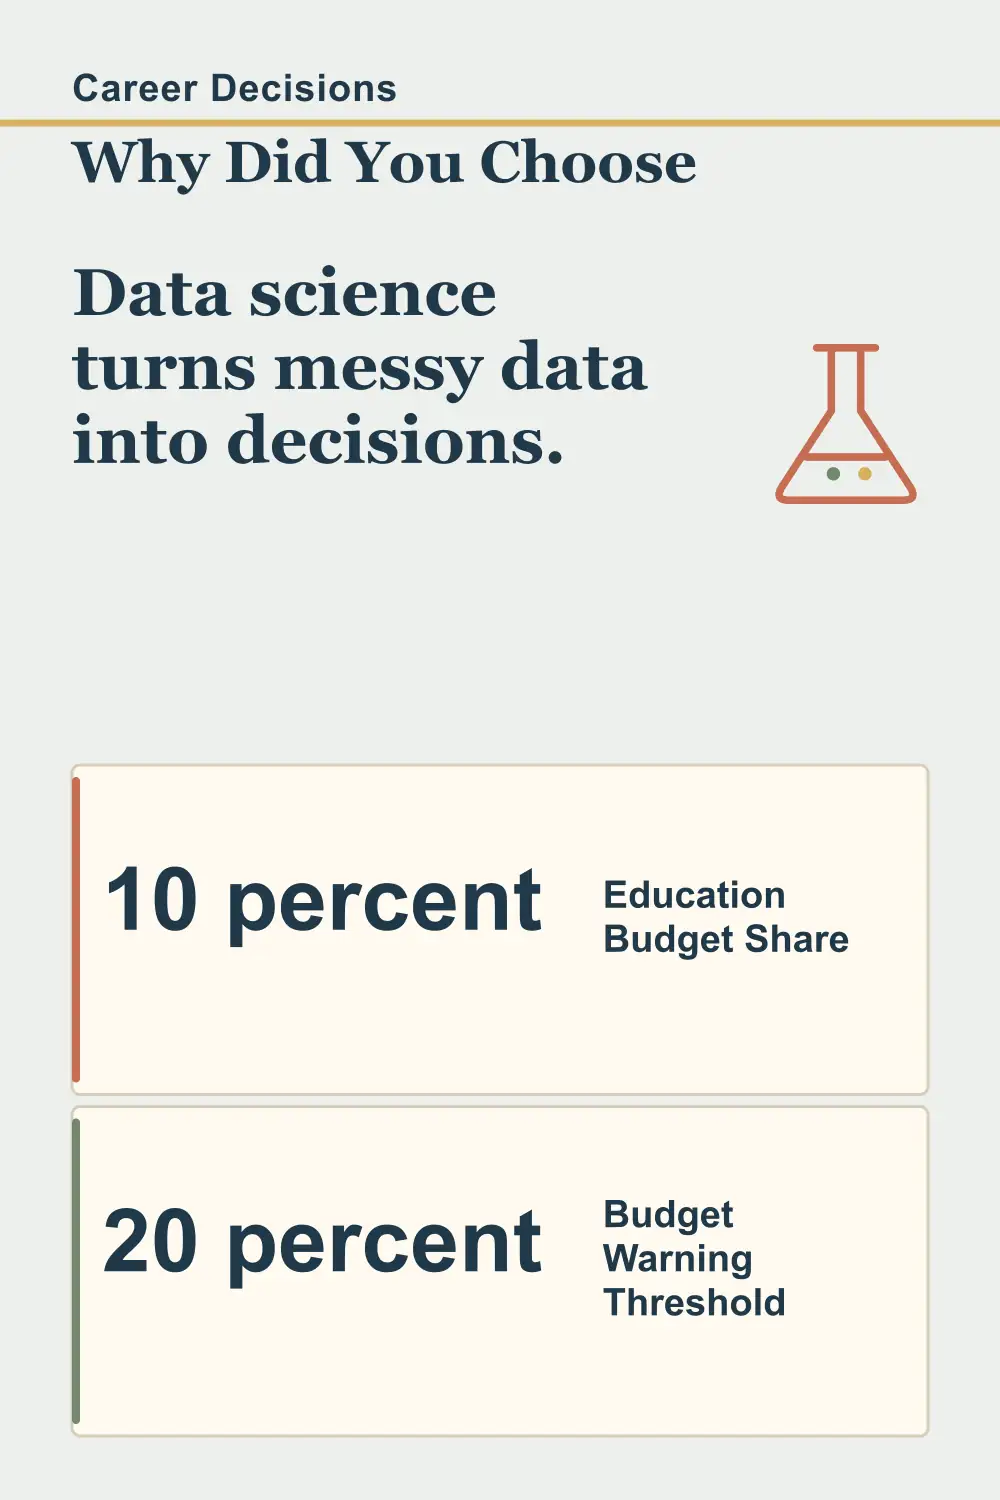 Career Decisions
Why Did You Choose
Data science
turns messy data
into decisions.
10 percent
Education
Budget Share
20 percent
Budget
Warning
Threshold